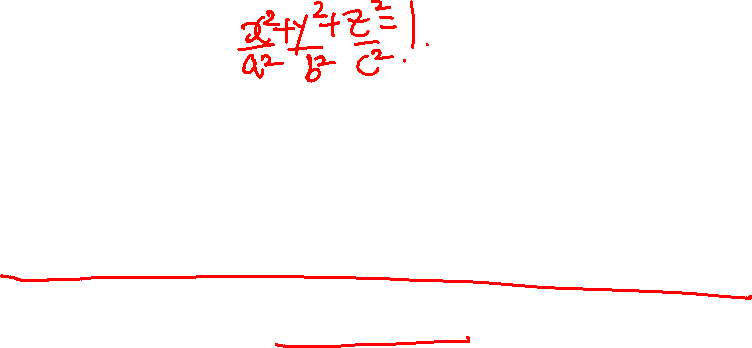 x²/a² + y²/b² + z²/c² = 1.